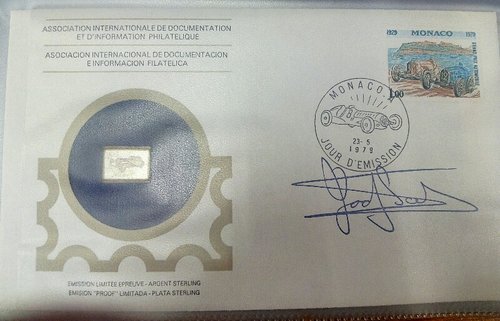 ASSOCIATION INTERNATIONALE DE DOCUMENTATION
ET D'INFORMATION PHILATELIQUE
ASOCIACION INTERNACIONAL DE DOCUMENTACION
E INFORMACION FILATELICA
1929 MONACO 1979
1,00
MONACO-A
23-5
1979
JOUR D'EMISSION
EMISSION LIMITEE EPREUVE - ARGENT STERLING
EMISION "PROOF" LIMITADA - PLATA STERLING